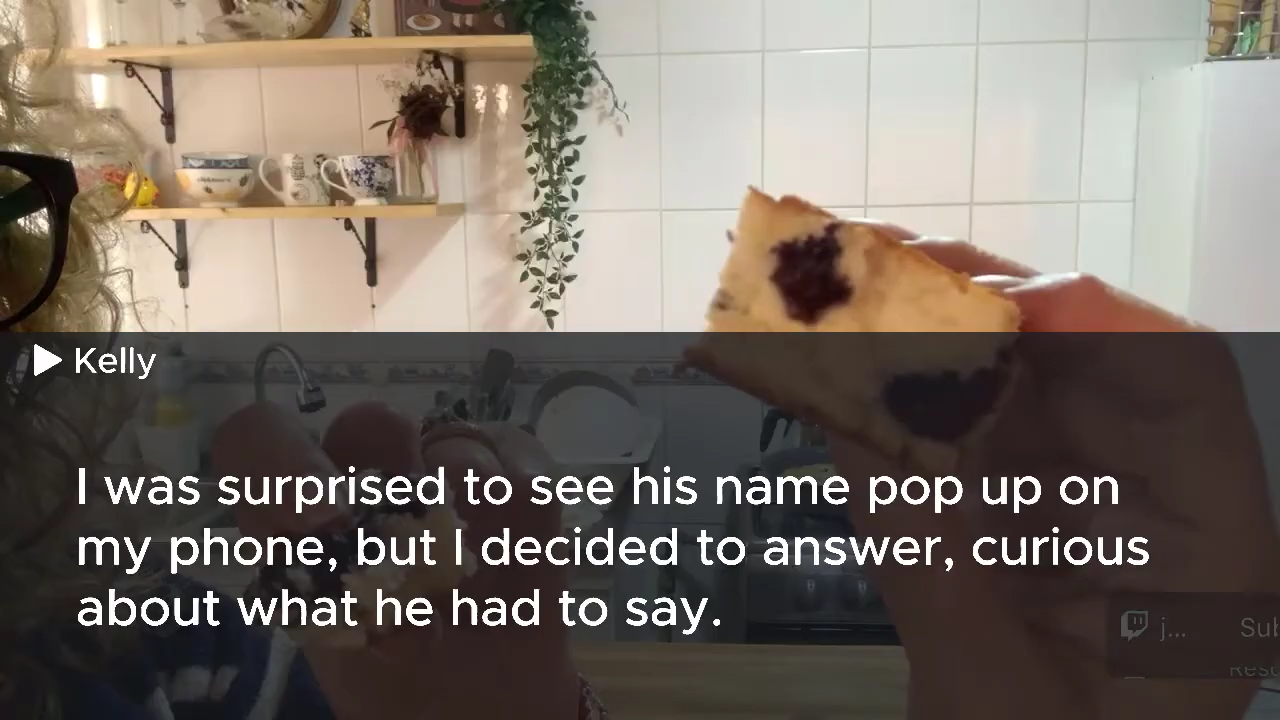 Kelly
I was surprised to see his name pop up on
my phone, but I decided to answer, curious
about what he had to say.
j...